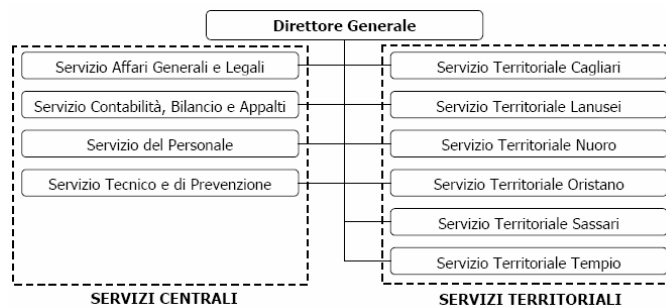 Direttore Generale
Servizio Affari Generali e Legali
Servizio Contabilità, Bilancio e Appalti
Servizio del Personale
Servizio Tecnico e di Prevenzione
SERVIZI CENTRALI
Servizio Territoriale Cagliari
Servizio Territoriale Lanusei
Servizio Territoriale Nuoro
Servizio Territoriale Oristano
Servizio Territoriale Sassari
Servizio Territoriale Tempio
SERVIZI TERRITORIALI